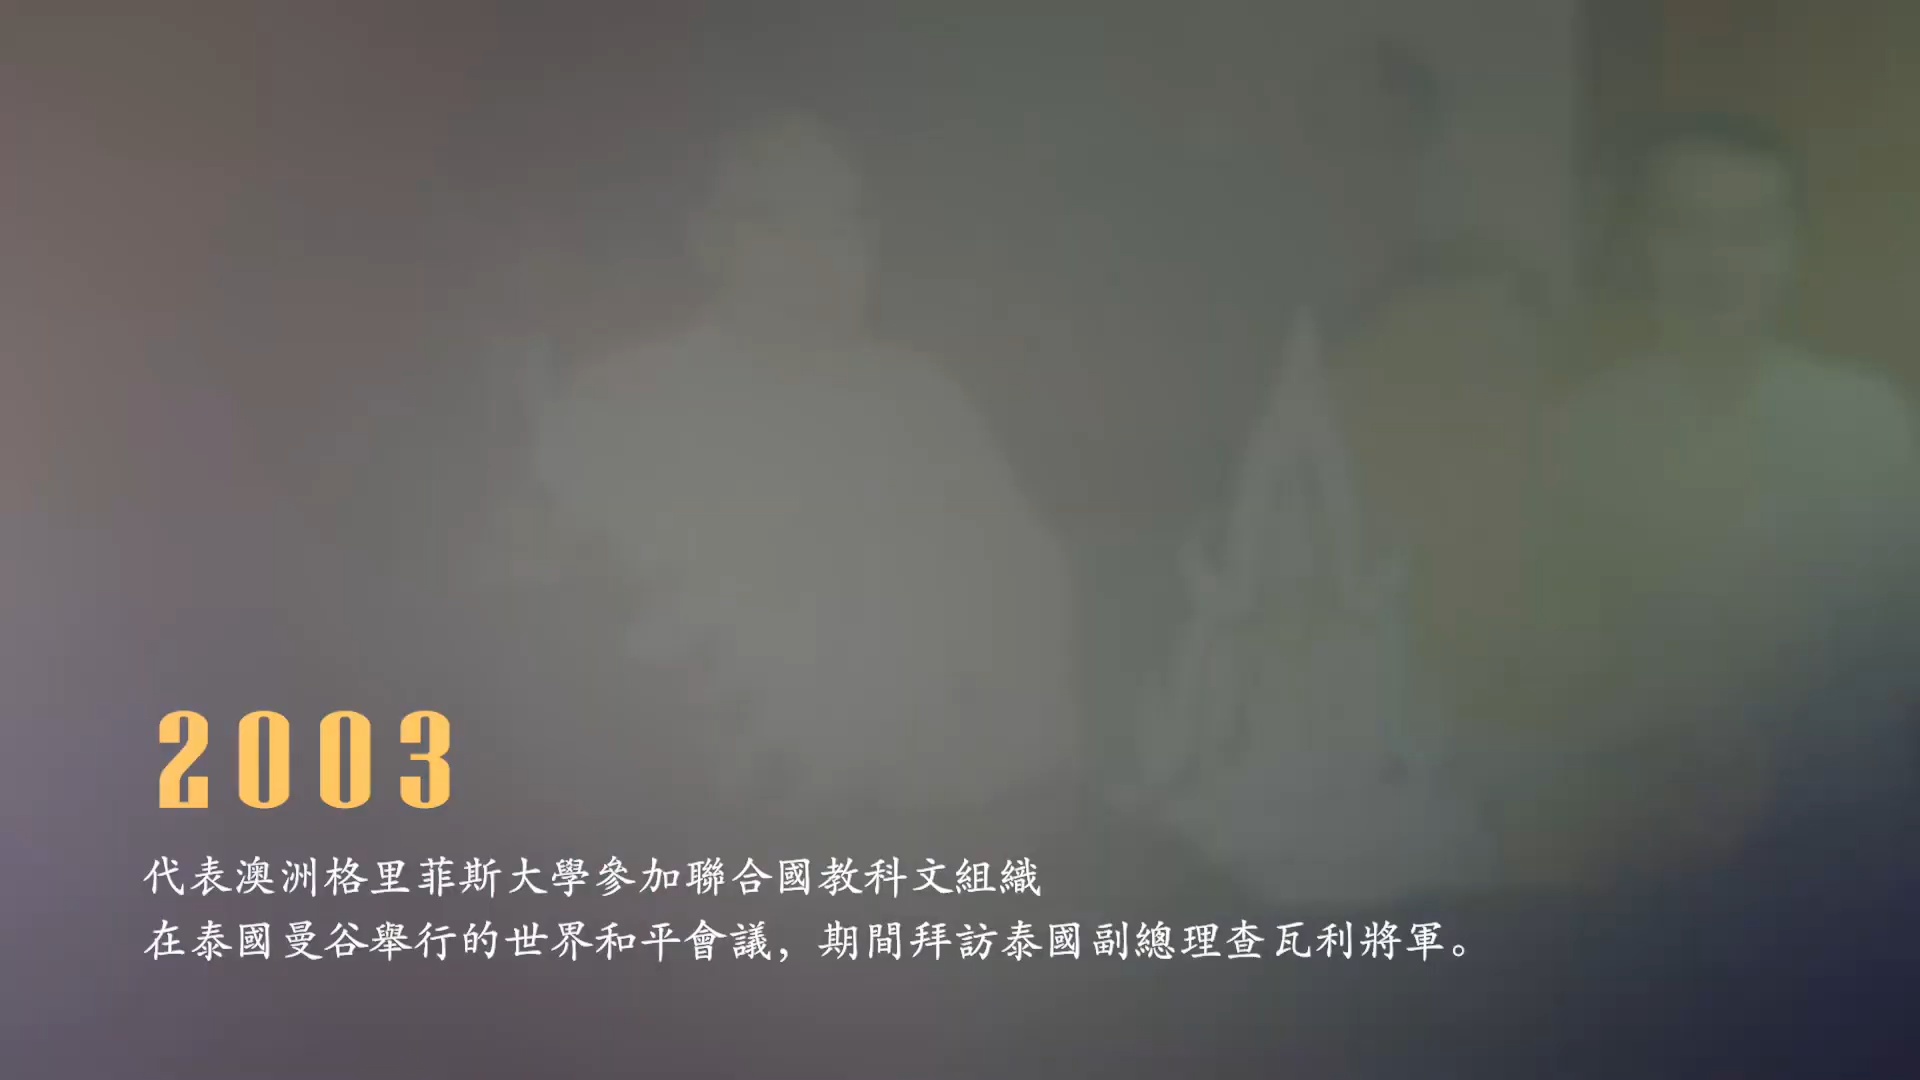 2003
代表澳洲格里菲斯大學參加聯合國教科文組織
在泰國曼谷舉行的世界和平會議，期間拜訪泰國副總理查瓦利將軍。